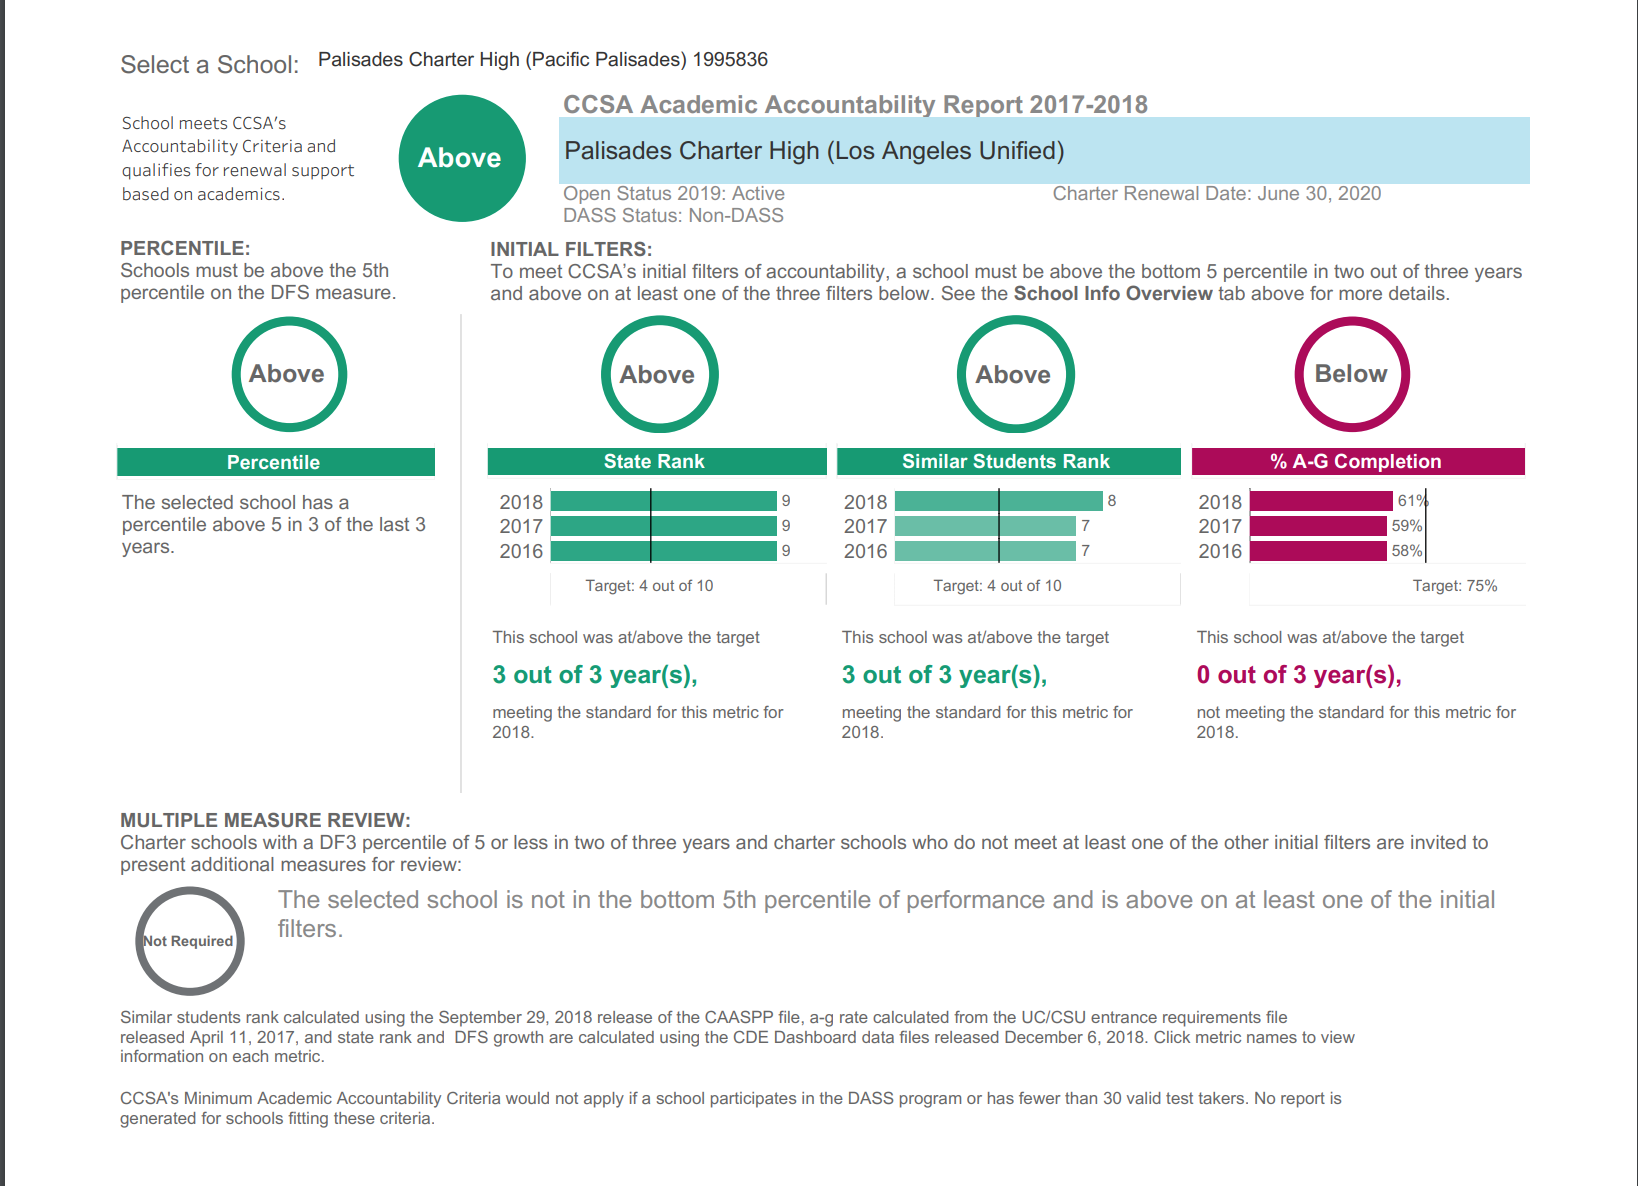 Select a School: Palisades Charter High (Pacific Palisades) 1995836
School meets CCSA's
Accountability Criteria and
qualifies for renewal support
based on academics.
Above
CCSA Academic Accountability Report 2017-2018
Palisades Charter High (Los Angeles Unified)
Open Status 2019: Active
Charter Renewal Date: June 30, 2020
DASS Status: Non-DASS
PERCENTILE:
Schools must be above the 5th
percentile on the DFS measure.
INITIAL FILTERS:
To meet CCSA's initial filters of accountability, a school must be above the bottom 5 percentile in two out of three years
and above on at least one of the three filters below. See the School Info Overview tab above for more details.
Above
Above
Above
Below
Percentile
The selected school has a
percentile above 5 in 3 of the last 3
years.
State Rank
2018 9
2017 9
2016 9
Target: 4 out of 10
This school was at/above the target
3 out of 3 year(s),
meeting the standard for this metric for
2018.
Similar Students Rank
2018 8
2017 7
2016 7
Target: 4 out of 10
This school was at/above the target
3 out of 3 year(s),
meeting the standard for this metric for
2018.
% A-G Completion
2018 61%
2017 59%
2016 58%
Target: 75%
This school was at/above the target
0 out of 3 year(s),
not meeting the standard for this metric for
2018.
MULTIPLE MEASURE REVIEW:
Charter schools with a DF3 percentile of 5 or less in two of three years and charter schools who do not meet at least one of the other initial filters are invited to
present additional measures for review:
Not Required
The selected school is not in the bottom 5th percentile of performance and is above on at least one of the initial
filters.
Similar students rank calculated using the September 29, 2018 release of the CAASPP file, a-g rate calculated from the UC/CSU entrance requirements file
released April 11, 2017, and state rank and DFS growth are calculated using the CDE Dashboard data files released December 6, 2018. Click metric names to view
information on each metric.
CCSA's Minimum Academic Accountability Criteria would not apply if a school participates in the DASS program or has fewer than 30 valid test takers. No report is
generated for schools fitting these criteria.